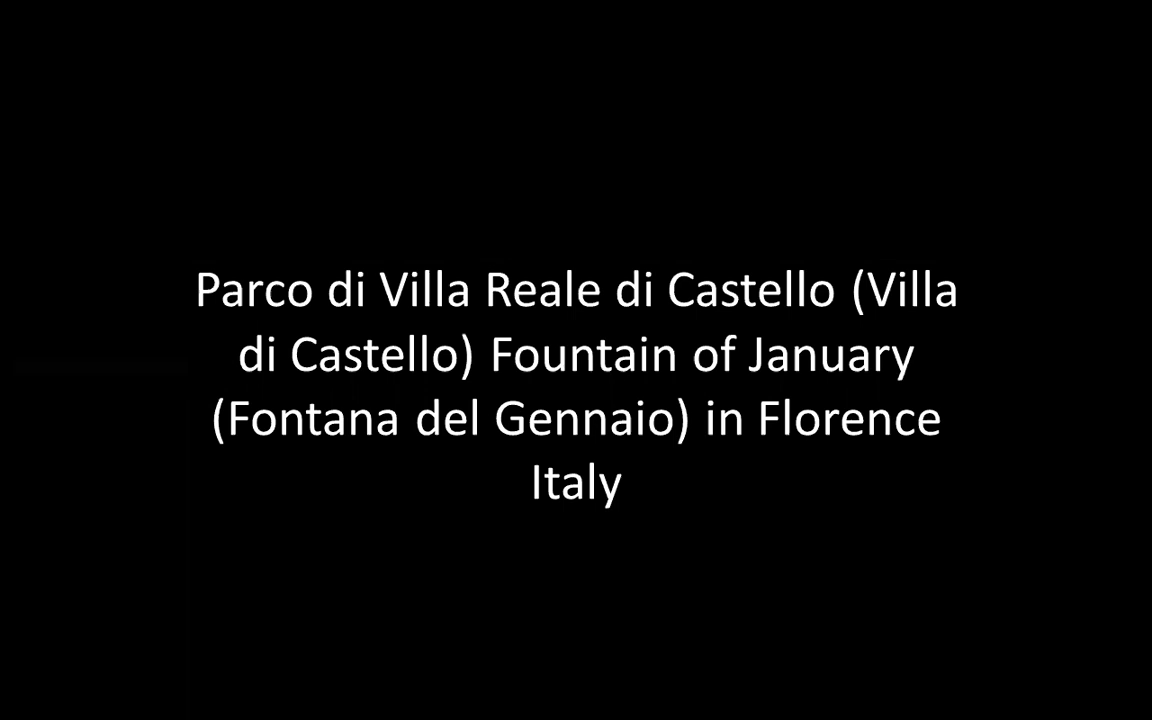 Parco di Villa Reale di Castello (Villa
di Castello) Fountain of January
(Fontana del Gennaio) in Florence
Italy